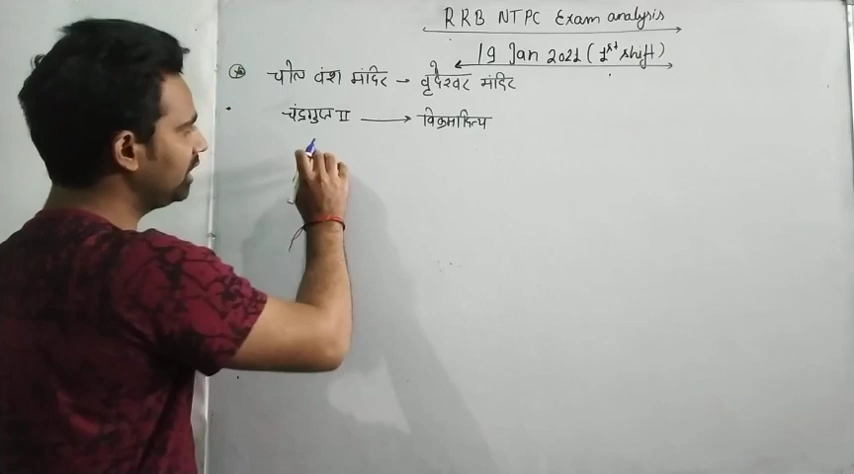 RRB NTPC Exam analysis
19 Jan 2021 (1st shift)
चोल वंश मंदिर → वृहदेश्वर मंदिर
चंद्रगुप्त II → विक्रमादित्य